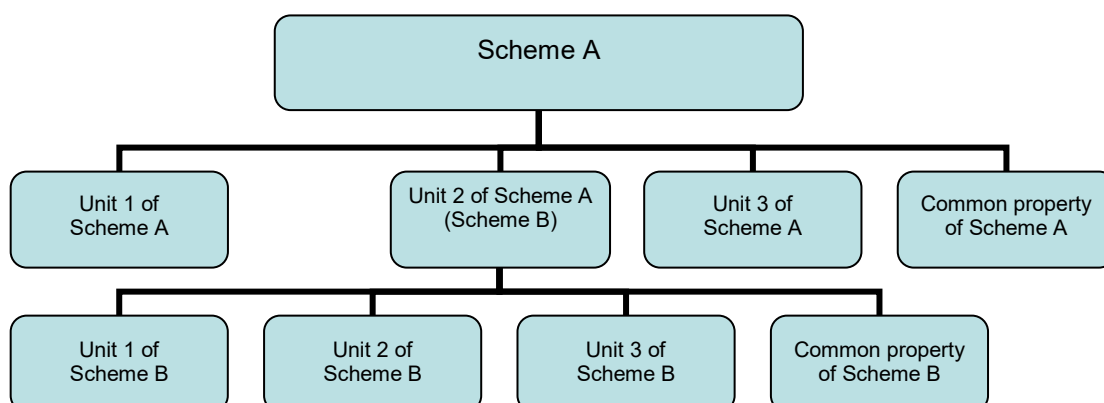 Scheme A
Unit 1 of
Scheme A
Unit 2 of Scheme A
(Scheme B)
Unit 3 of
Scheme A
Common property
of Scheme A
Unit 1 of
Scheme B
Unit 2 of
Scheme B
Unit 3 of
Scheme B
Common property
of Scheme B